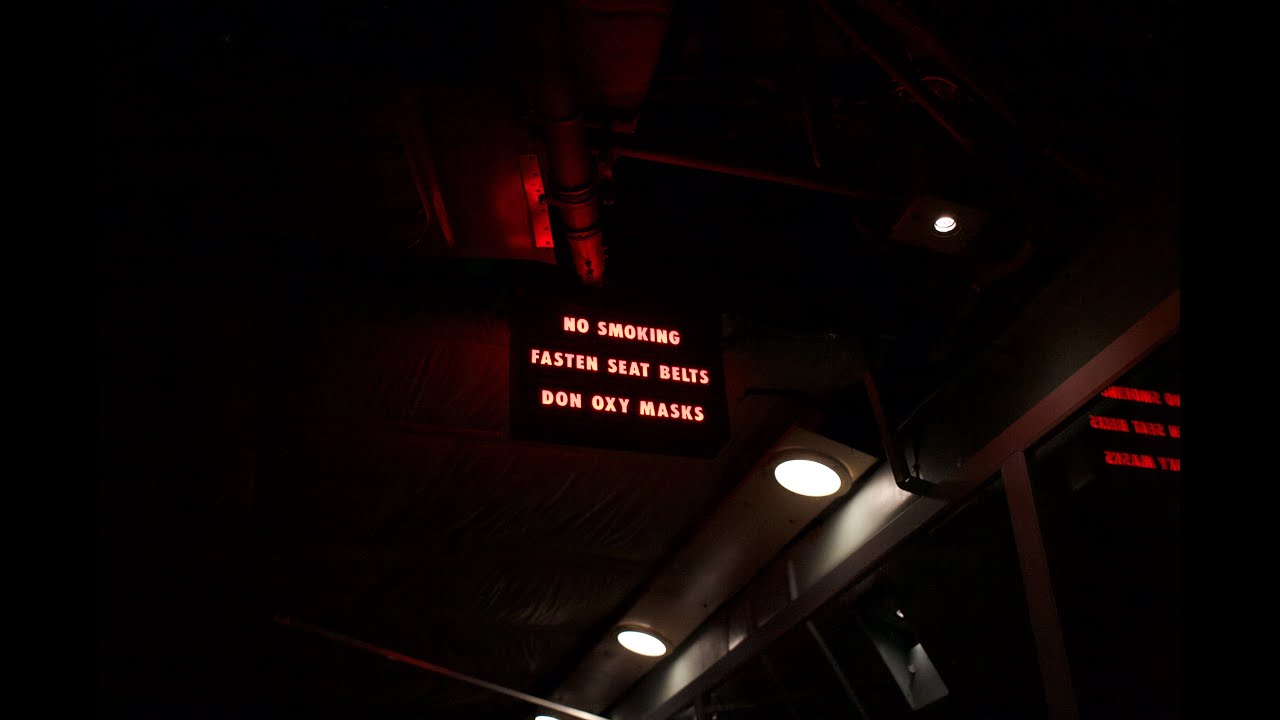 NO SMOKING
FASTEN SEAT BELTS
DON OXY MASKS